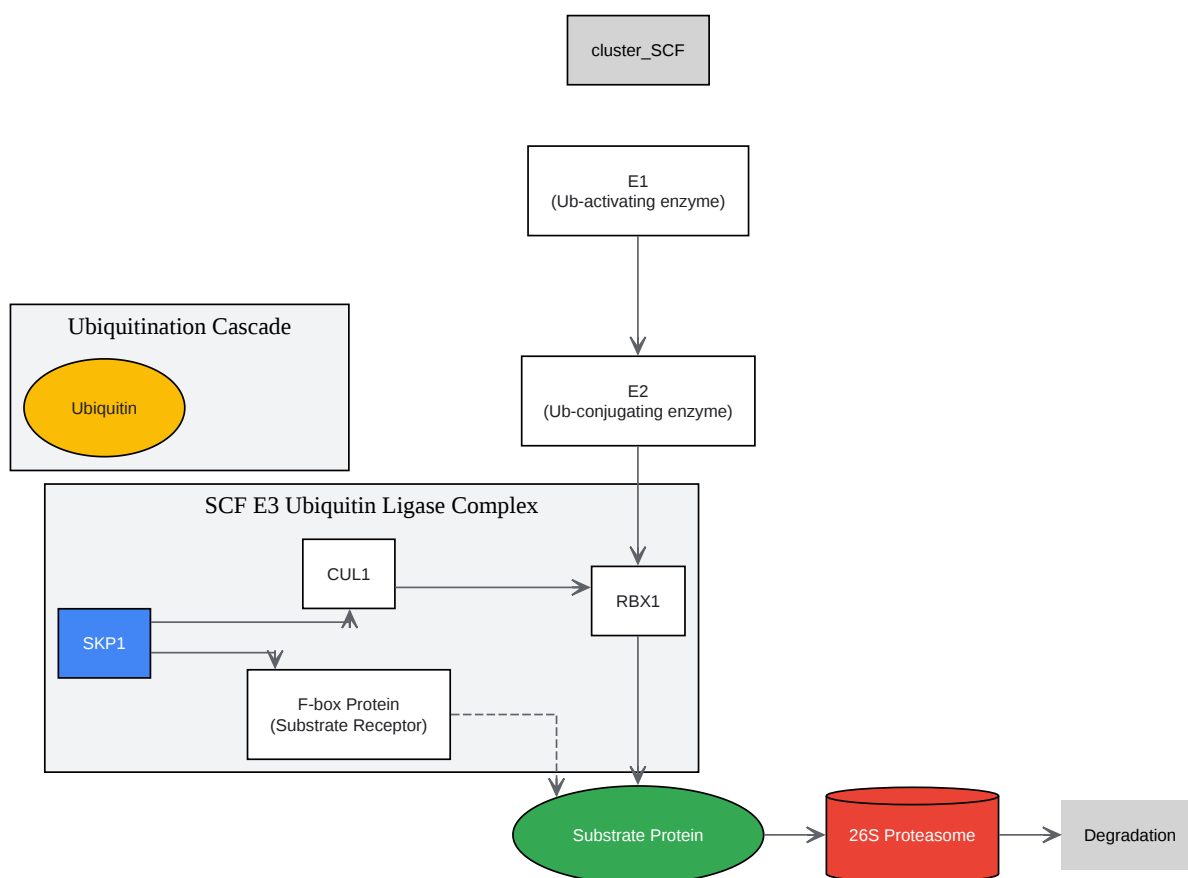 cluster_SCF
E1
(Ub-activating enzyme)
Ubiquitination Cascade
Ubiquitin
E2
(Ub-conjugating enzyme)
SCF E3 Ubiquitin Ligase Complex
CUL1
RBX1
SKP1
F-box Protein
(Substrate Receptor)
Substrate Protein
26S Proteasome
Degradation